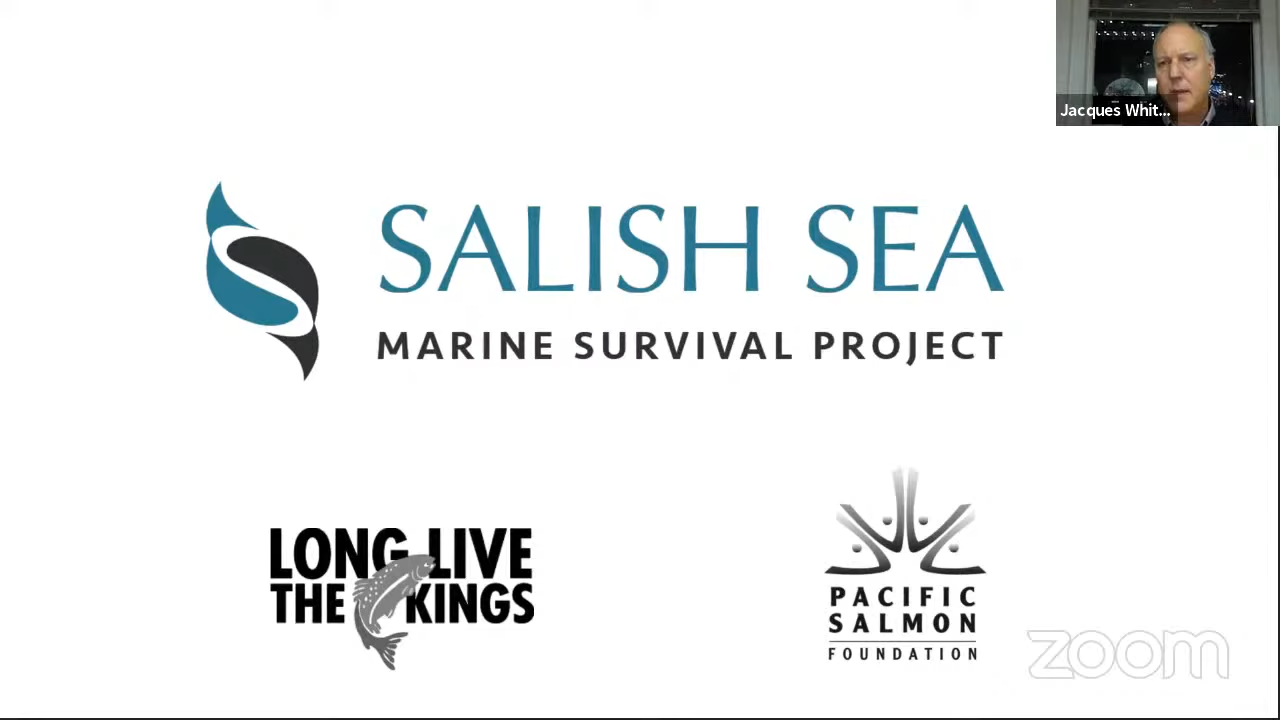 Jacques Whit...
SALISH SEA
MARINE SURVIVAL PROJECT
LONG LIVE
THE KINGS
PACIFIC
SALMON
FOUNDATION
zoom